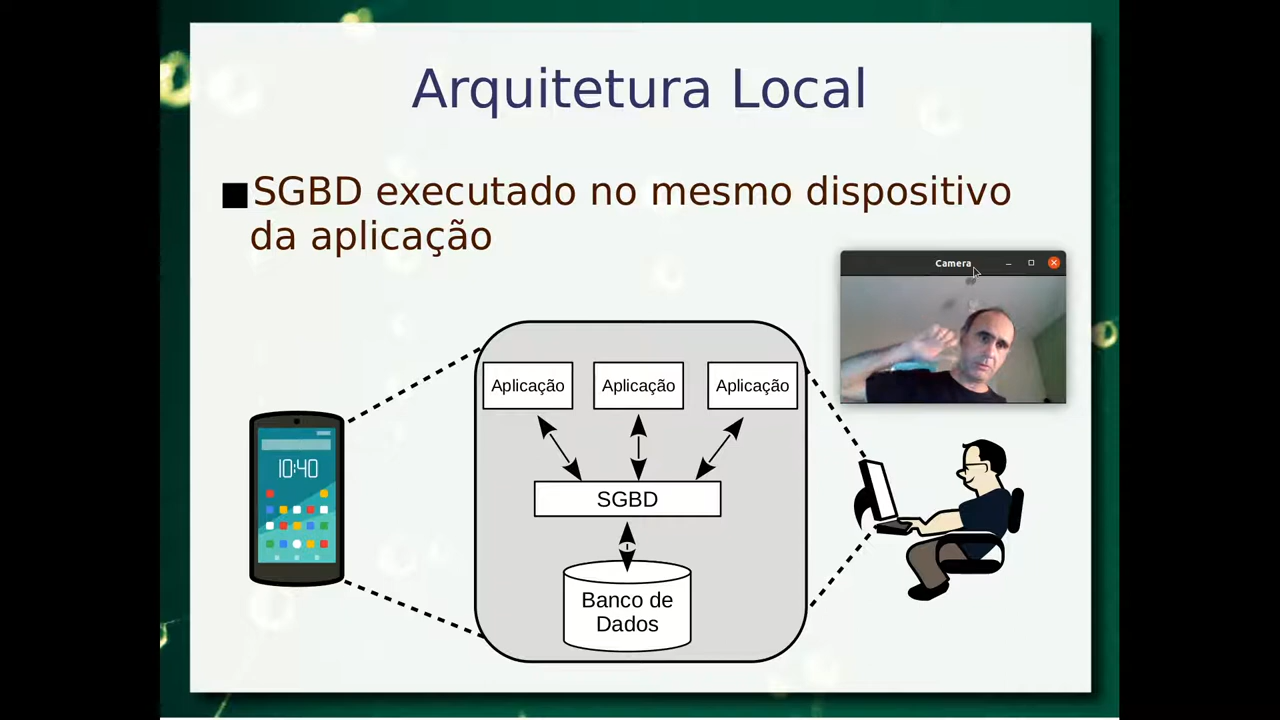 Arquitetura Local
SGBD executado no mesmo dispositivo
da aplicação
Camera
Aplicação
Aplicação
Aplicação
10:40
SGBD
Banco de
Dados